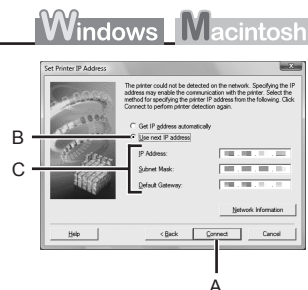 Windows Macintosh
Set Printer IP Address
The printer could not be detected on the network. Specifying the IP
address may enable the communication with the printer. Select the
method for specifying the printer IP address from the following. Click
Connect to perform printer detection again.
Get IP address automatically
B
Use next IP address
C
IP Address:
Subnet Mask:
Default Gateway:
Network Information
Help
< Back
Connect
Cancel
A